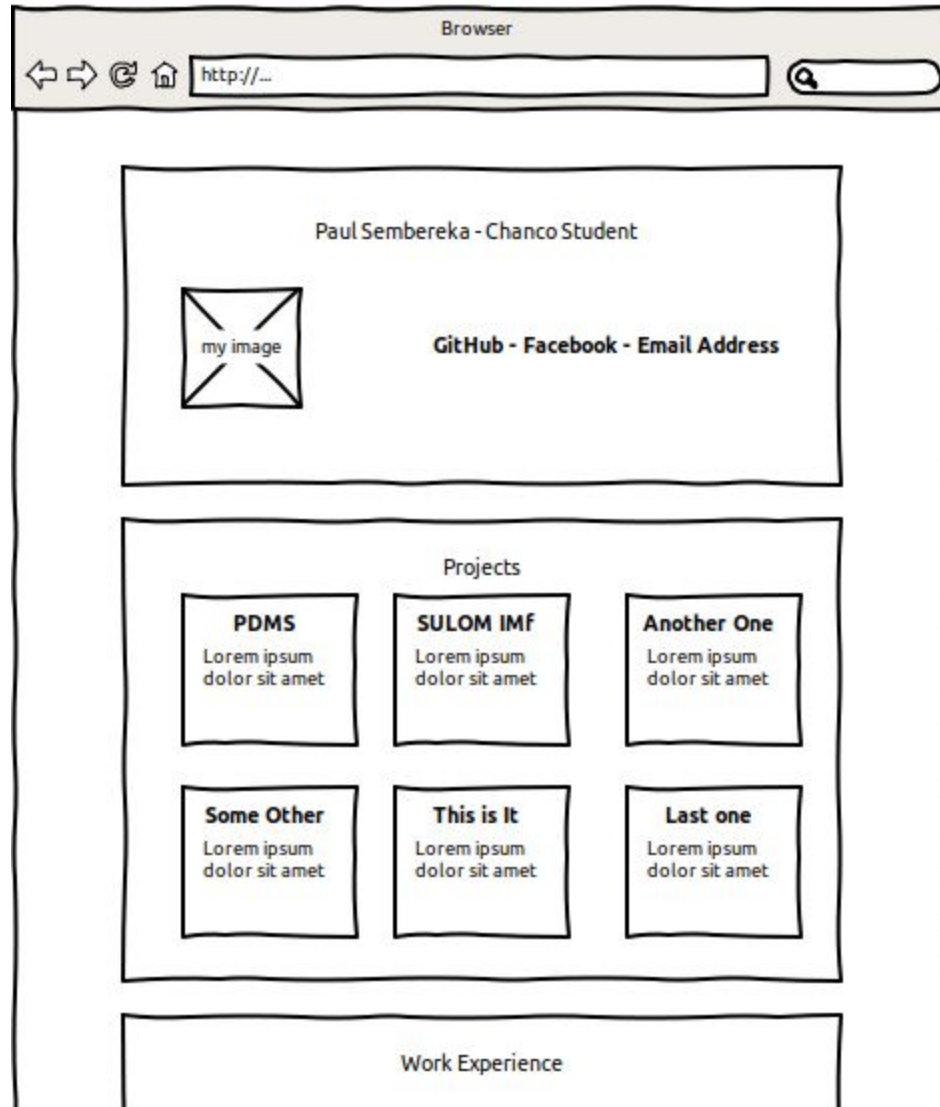 Browser
http://...
Paul Sembereka - Chanco Student
my image
GitHub - Facebook - Email Address
Projects
PDMS
Lorem ipsum
dolor sit amet
SULOM IMf
Lorem ipsum
dolor sit amet
Another One
Lorem ipsum
dolor sit amet
Some Other
Lorem ipsum
dolor sit amet
This is It
Lorem ipsum
dolor sit amet
Last one
Lorem ipsum
dolor sit amet
Work Experience